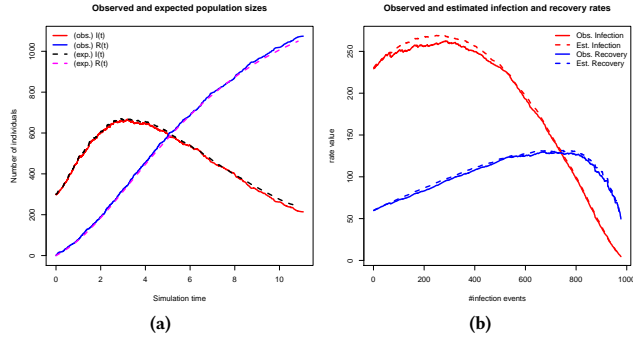 Observed and expected population sizes
Number of individuals
0 200 400 600 800 1000
(obs.) I(t)
(obs.) R(t)
(exp.) I(t)
(exp.) R(t)
0 2 4 6 8 10
Simulation time
(a)
Observed and estimated infection and recovery rates
rate value
0 50 100 150 200 250
Obs. Infection
Est. Infection
Obs. Recovery
Est. Recovery
0 200 400 600 800 1000
#infection events
(b)